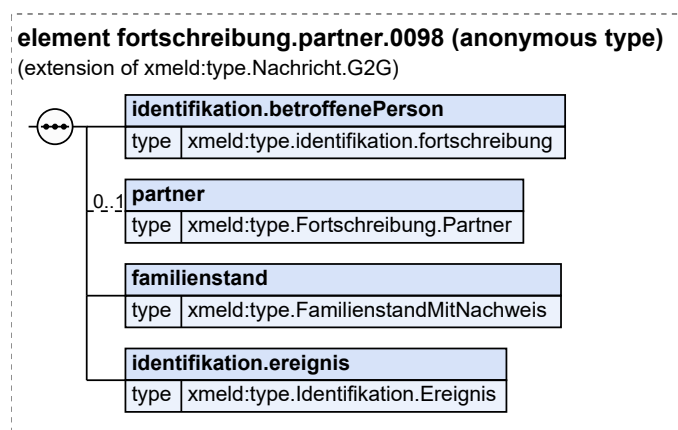 element fortschreibung.partner.0098 (anonymous type)
(extension of xmeld:type.Nachricht.G2G)
identifikation.betroffenePerson
type xmeld:type.identifikation.fortschreibung
0..1 partner
type xmeld:type.Fortschreibung.Partner
familienstand
type xmeld:type.FamilienstandMitNachweis
identifikation.ereignis
type xmeld:type.Identifikation.Ereignis